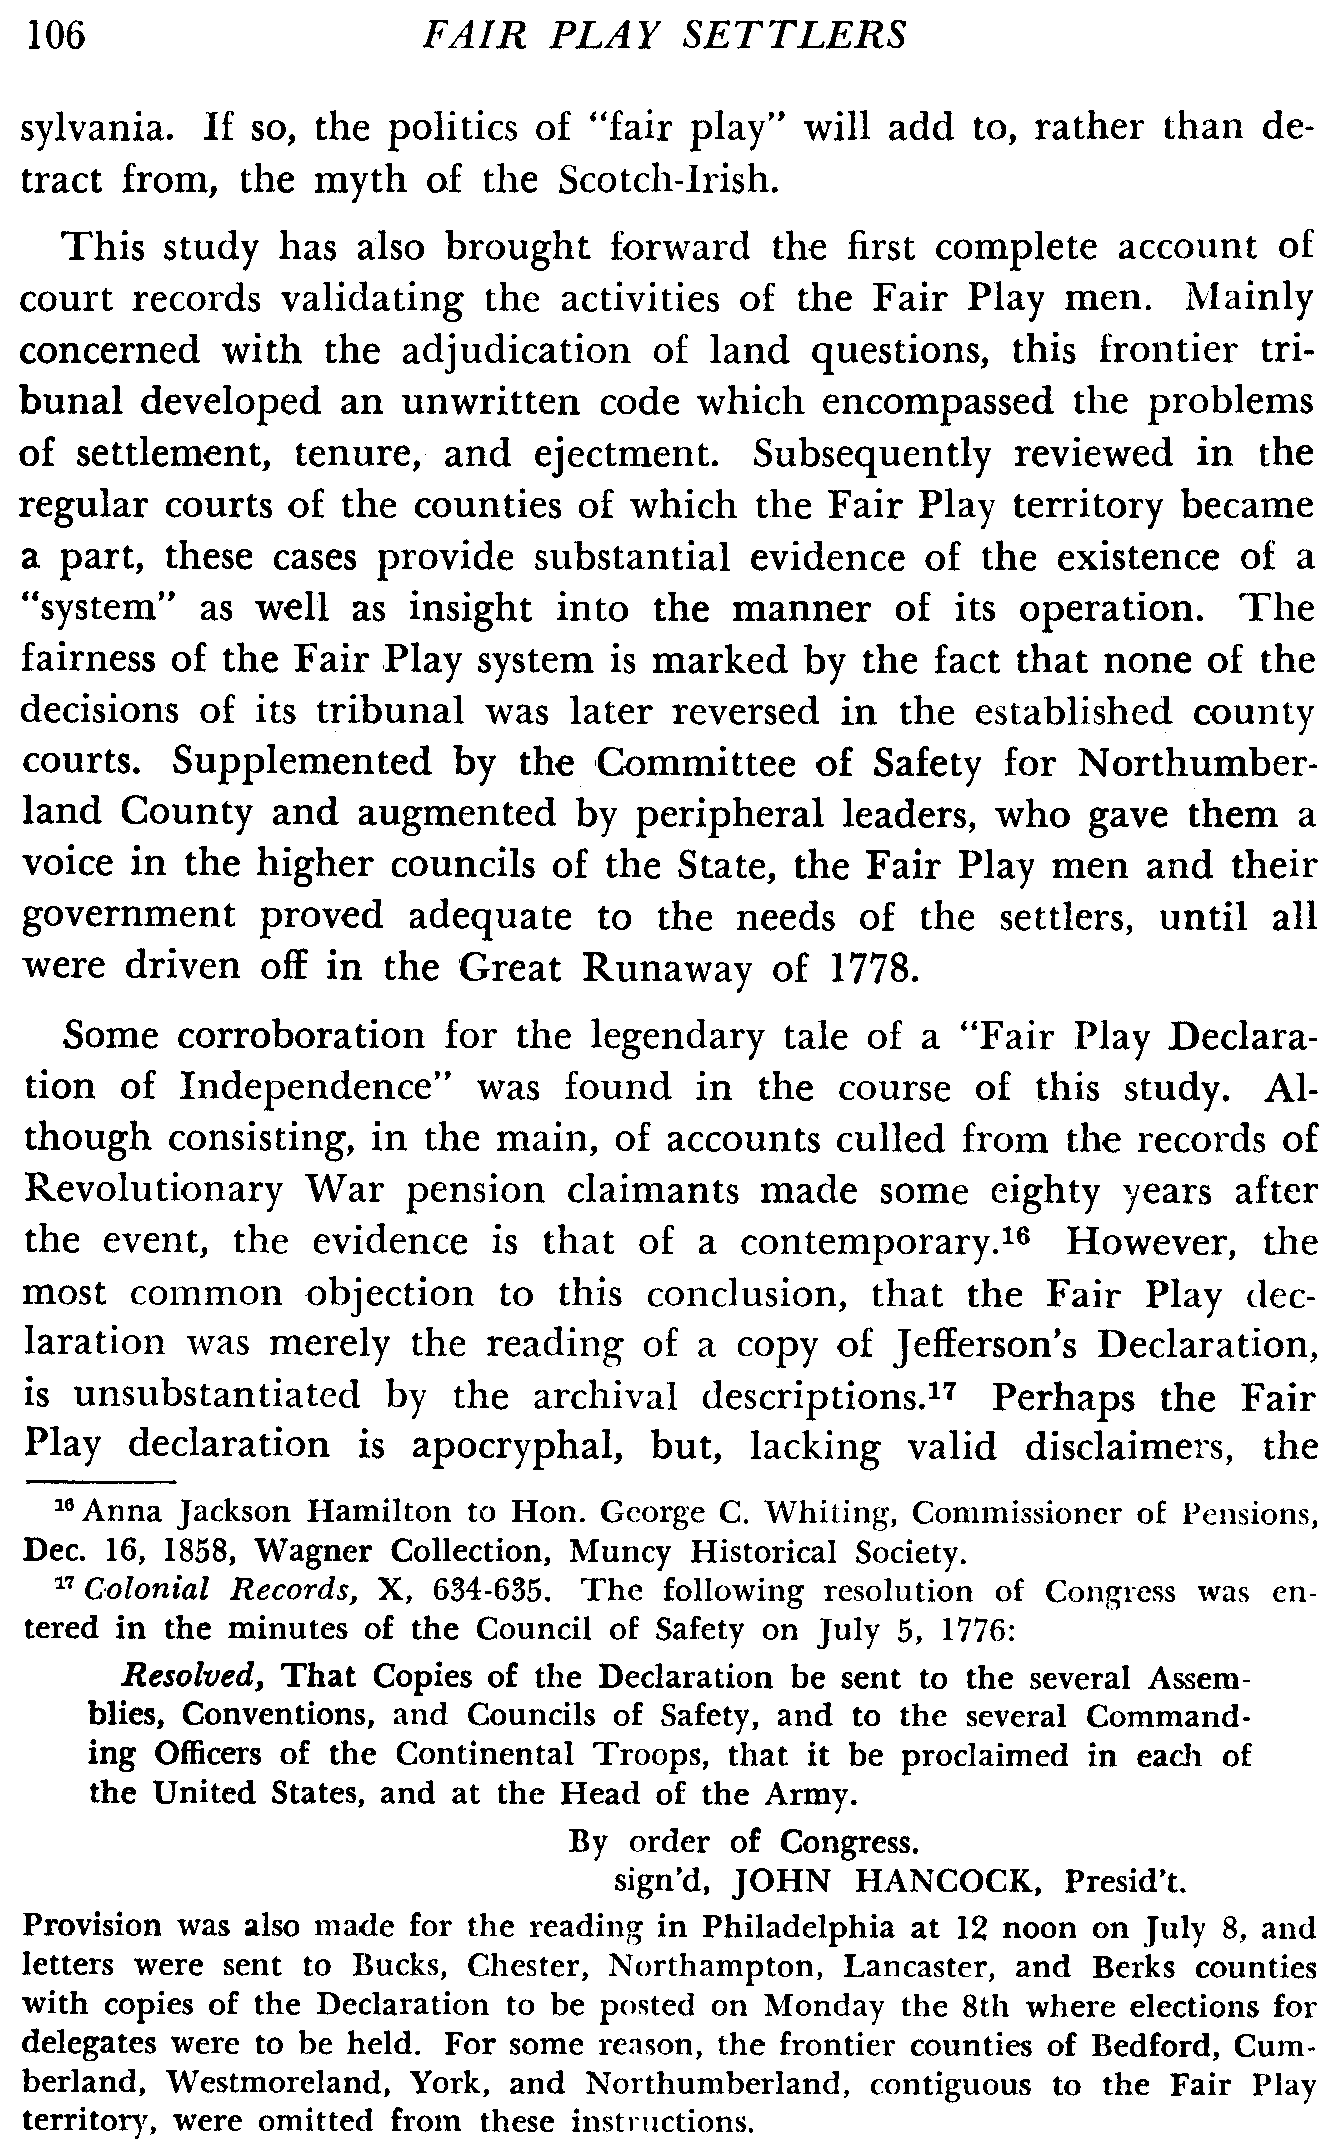 106 FAIR PLAY SETTLERS
sylvania. If so, the politics of “fair play” will add to, rather than de-
tract from, the myth of the Scotch-Irish.
This study has also brought forward the first complete account of
court records validating the activities of the Fair Play men. Mainly
concerned with the adjudication of land questions, this frontier tri-
bunal developed an unwritten code which encompassed the problems
of settlement, tenure, and ejectment. Subsequently reviewed in the
regular courts of the counties of which the Fair Play territory became
a part, these cases provide substantial evidence of the existence of a
“system” as well as insight into the manner of its operation. The
fairness of the Fair Play system is marked by the fact that none of the
decisions of its tribunal was later reversed in the established county
courts. Supplemented by the Committee of Safety for Northumber-
land County and augmented by peripheral leaders, who gave them a
voice in the higher councils of the State, the Fair Play men and their
government proved adequate to the needs of the settlers, until all
were driven off in the Great Runaway of 1778.
Some corroboration for the legendary tale of a “Fair Play Declara-
tion of Independence” was found in the course of this study. Al-
though consisting, in the main, of accounts culled from the records of
Revolutionary War pension claimants made some eighty years after
the event, the evidence is that of a contemporary.¹⁶ However, the
most common objection to this conclusion, that the Fair Play dec-
laration was merely the reading of a copy of Jefferson’s Declaration,
is unsubstantiated by the archival descriptions.¹⁷ Perhaps the Fair
Play declaration is apocryphal, but, lacking valid disclaimers, the
¹⁶ Anna Jackson Hamilton to Hon. George C. Whiting, Commissioner of Pensions,
Dec. 16, 1858, Wagner Collection, Muncy Historical Society.
¹⁷ Colonial Records, X, 634-635. The following resolution of Congress was en-
tered in the minutes of the Council of Safety on July 5, 1776:
Resolved, That Copies of the Declaration be sent to the several Assem-
blies, Conventions, and Councils of Safety, and to the several Command-
ing Officers of the Continental Troops, that it be proclaimed in each of
the United States, and at the Head of the Army.
By order of Congress.
sign’d, JOHN HANCOCK, Presid’t.
Provision was also made for the reading in Philadelphia at 12 noon on July 8, and
letters were sent to Bucks, Chester, Northampton, Lancaster, and Berks counties
with copies of the Declaration to be posted on Monday the 8th where elections for
delegates were to be held. For some reason, the frontier counties of Bedford, Cum-
berland, Westmoreland, York, and Northumberland, contiguous to the Fair Play
territory, were omitted from these instructions.